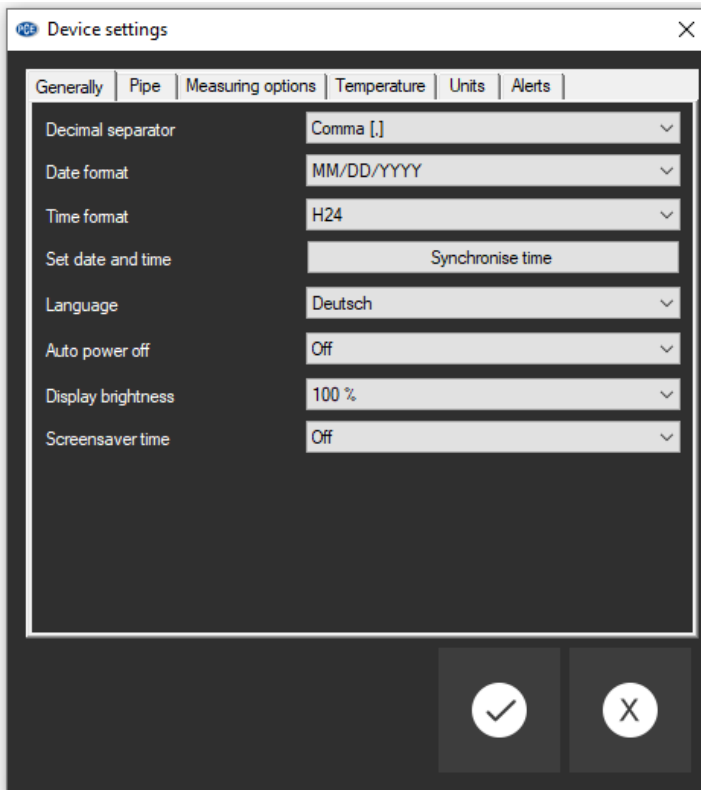 PCE Device settings
Generally Pipe Measuring options Temperature Units Alerts
Decimal separator Comma [,]
Date format MM/DD/YYYY
Time format H24
Set date and time Synchronise time
Language Deutsch
Auto power off Off
Display brightness 100 %
Screensaver time Off
X